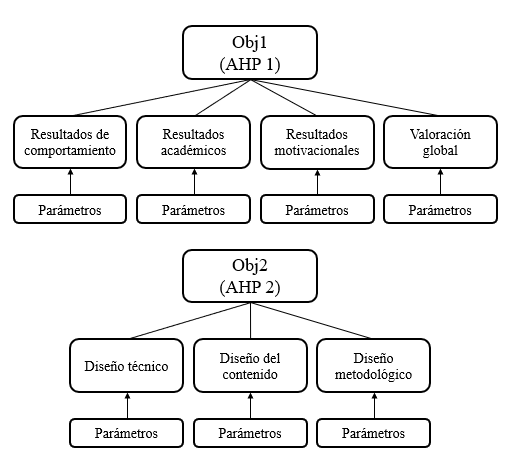 Obj1
(AHP 1)
Resultados de
comportamiento
Resultados
académicos
Resultados
motivacionales
Valoración
global
Parámetros
Parámetros
Parámetros
Parámetros
Obj2
(AHP 2)
Diseño técnico
Diseño del
contenido
Diseño
metodológico
Parámetros
Parámetros
Parámetros